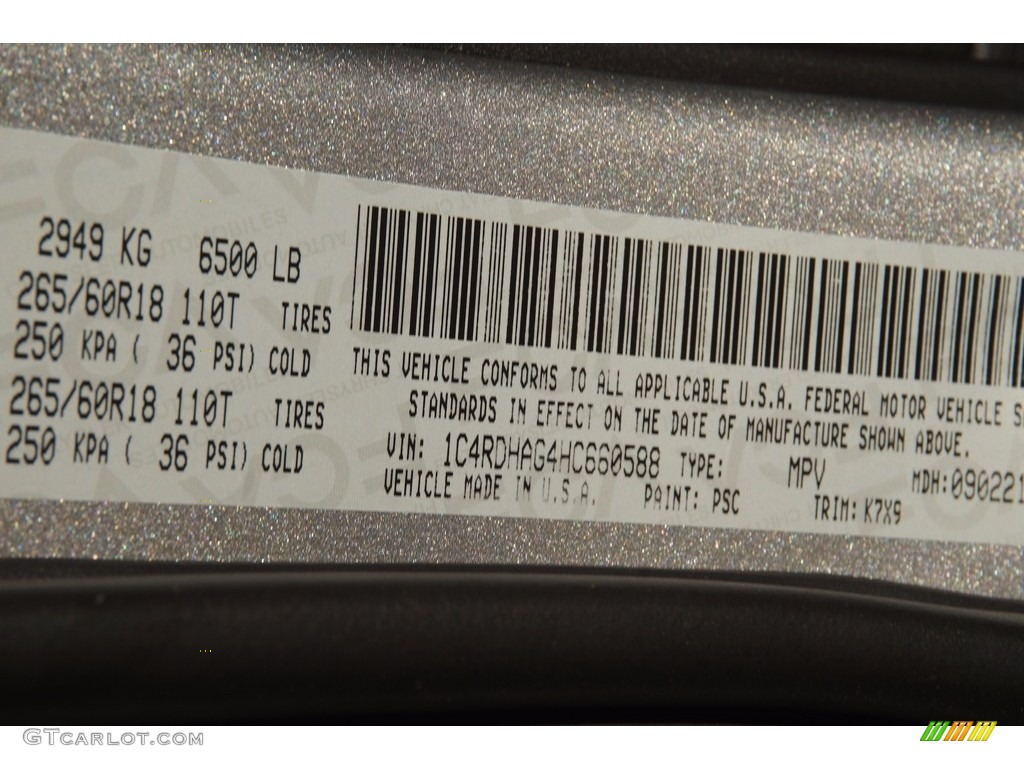 2949 KG 6500 LB
265/60R18 110T TIRES
250 KPA ( 36 PSI) COLD
265/60R18 110T TIRES
250 KPA ( 36 PSI) COLD
THIS VEHICLE CONFORMS TO ALL APPLICABLE U.S.A. FEDERAL MOTOR VEHICLE S
STANDARDS IN EFFECT ON THE DATE OF MANUFACTURE SHOWN ABOVE.
VIN: 1C4RDHAG4HC660588 TYPE: MPV MDH:090221
VEHICLE MADE IN U.S.A. PAINT: PSC TRIM: K7X9
GTCARLOT.COM